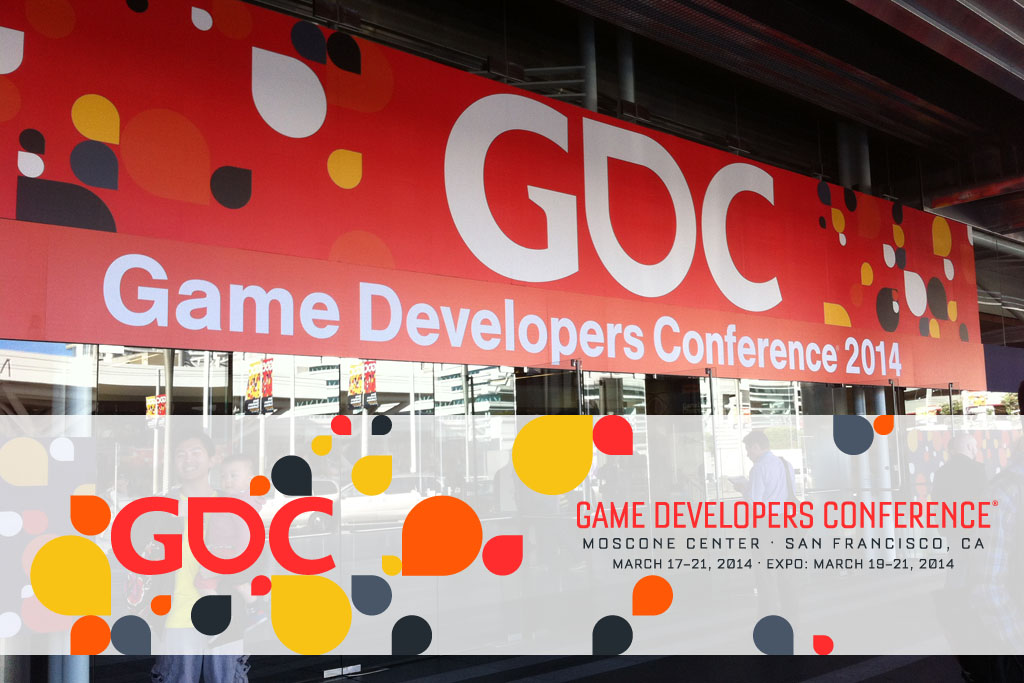 GDC
Game Developers Conference 2014
GDC
GAME DEVELOPERS CONFERENCE®
MOSCONE CENTER · SAN FRANCISCO, CA
MARCH 17–21, 2014 · EXPO: MARCH 19–21, 2014